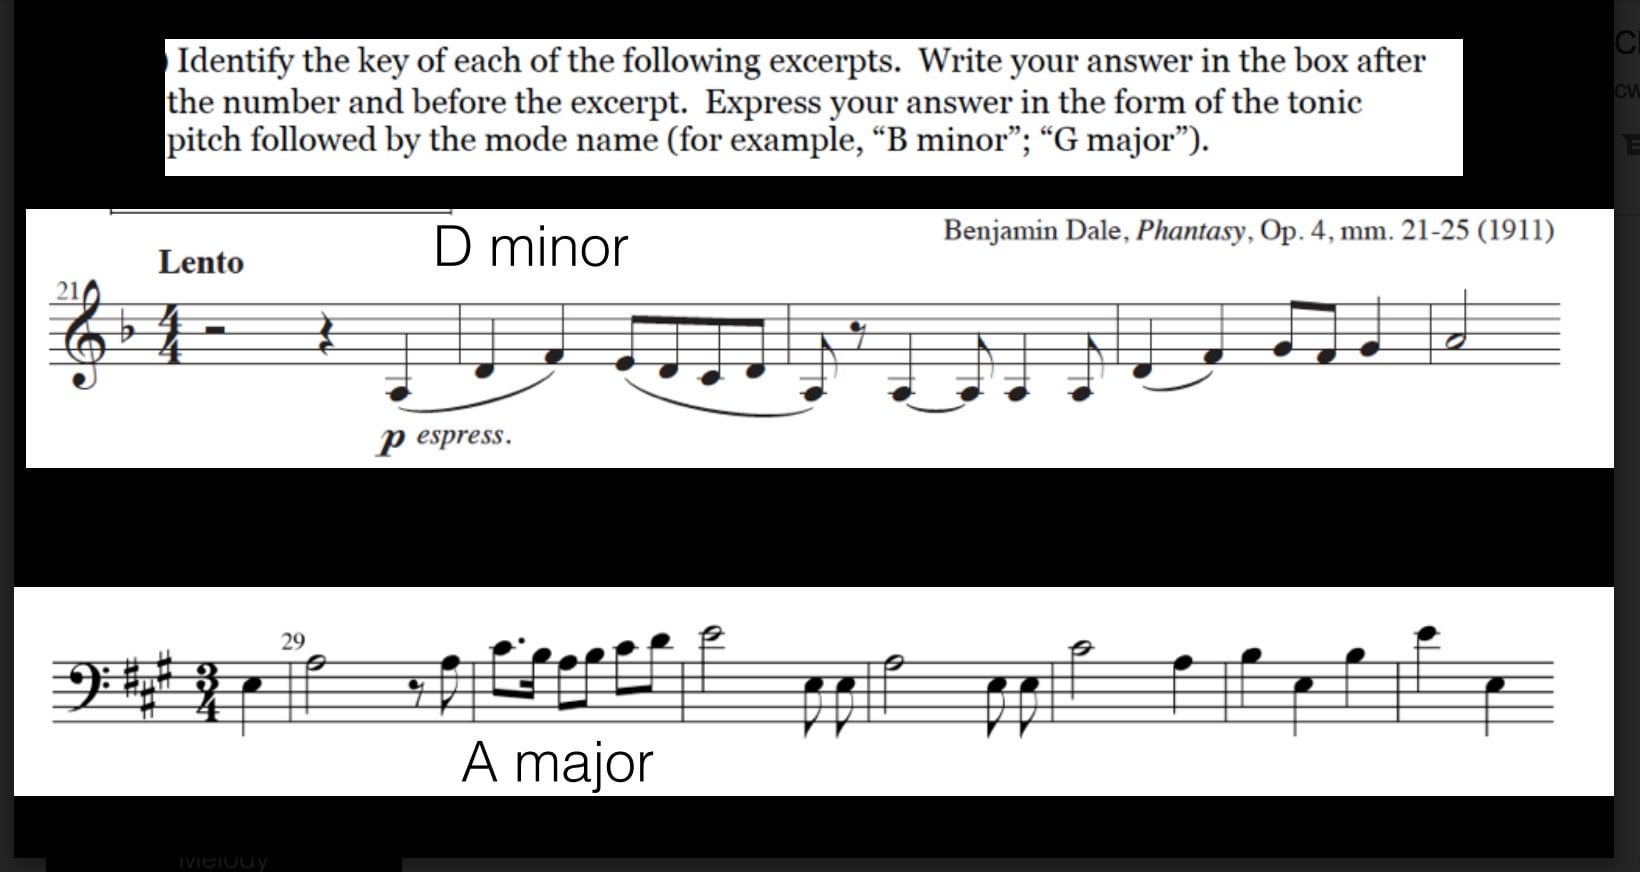 Identify the key of each of the following excerpts. Write your answer in the box after
the number and before the excerpt. Express your answer in the form of the tonic
pitch followed by the mode name (for example, “B minor”; “G major”).
D minor
Benjamin Dale, Phantasy, Op. 4, mm. 21-25 (1911)
Lento
21
4
4
p espress.
29
3
4
A major
Melody